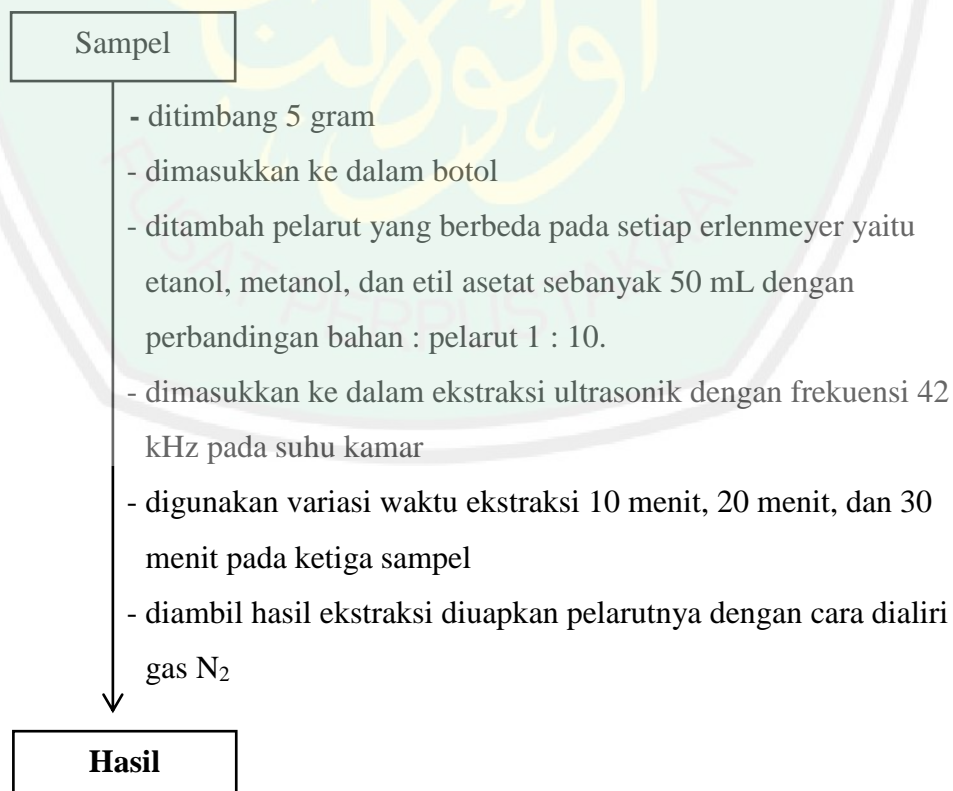 Sampel
- ditimbang 5 gram
- dimasukkan ke dalam botol
- ditambah pelarut yang berbeda pada setiap erlenmeyer yaitu
etanol, metanol, dan etil asetat sebanyak 50 mL dengan
perbandingan bahan : pelarut 1 : 10.
- dimasukkan ke dalam ekstraksi ultrasonik dengan frekuensi 42
kHz pada suhu kamar
- digunakan variasi waktu ekstraksi 10 menit, 20 menit, dan 30
menit pada ketiga sampel
- diambil hasil ekstraksi diuapkan pelarutnya dengan cara dialiri
gas N₂
Hasil
PUSAT PERPUSTAKAAN